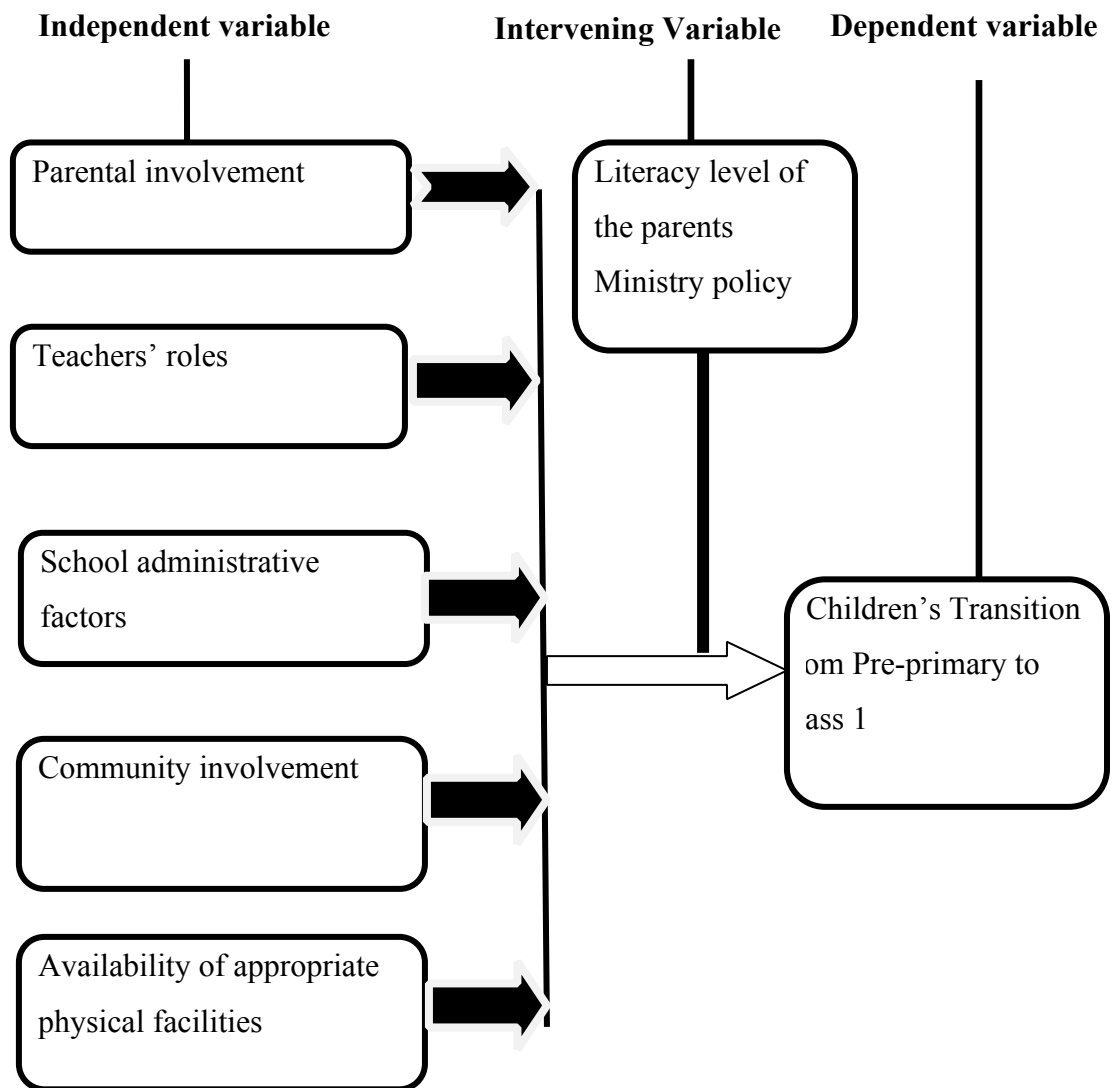 Independent variable
Intervening Variable
Dependent variable
Parental involvement
Literacy level of
the parents
Ministry policy
Teachers’ roles
School administrative
factors
Children’s Transition
om Pre-primary to
ass 1
Community involvement
Availability of appropriate
physical facilities